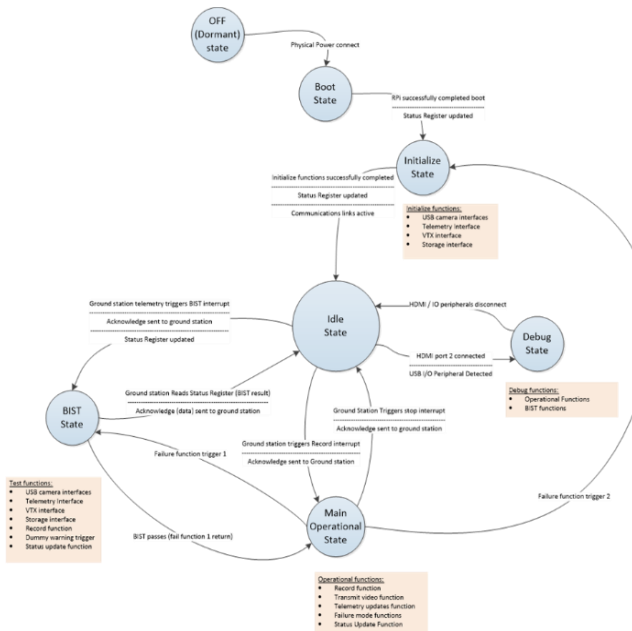 OFF
(Dormant)
state
Physical Power connect
Boot
State
RPI successfully completed boot
Status Register updated
Initialize
State
Initialize functions successfully completed
Status Register updated
Communications links active
Initialize functions:
• USB camera interfaces
• Telemetry interface
• VTX interface
• Storage interface
Ground station telemetry triggers BIST interrupt
Acknowledge sent to ground station
Status Register updated
Idle
State
HDMI / IO peripherals disconnect
Debug
State
HDMI port 2 connected
USB I/O Peripheral Detected
Debug functions:
• Operational Functions
• BIST functions
BIST
State
Ground station Reads Status Register (BIST result)
Acknowledge (data) sent to ground station
Ground Station Triggers stop interrupt
Acknowledge sent to ground station
Ground station triggers Record interrupt
Acknowledge sent to Ground station
Failure function trigger 1
Test functions:
• USB camera interfaces
• Telemetry Interface
• VTX interface
• Storage interface
• Record function
• Dummy warning trigger
• Status update function
BIST passes (fail function 1 return)
Main
Operational
State
Failure function trigger 2
Operational functions:
• Record function
• Transmit video function
• Telemetry updates function
• Failure mode functions
• Status Update Function